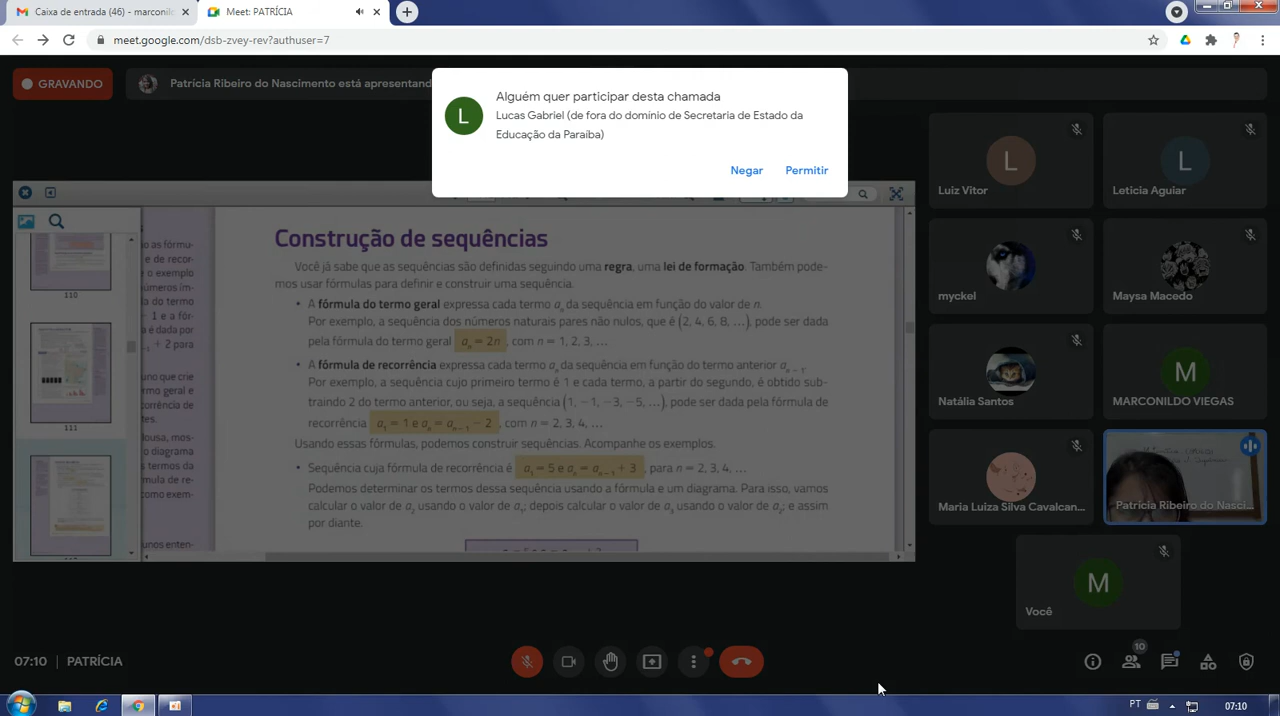 Caixa de entrada (46) - marconilo
Meet: PATRÍCIA
meet.google.com/dsb-zvey-rev?authuser=7
GRAVANDO
Patrícia Ribeiro do Nascimento está apresentando
L
Alguém quer participar desta chamada
Lucas Gabriel (de fora do domínio de Secretaria de Estado da
Educação da Paraíba)
Negar
Permitir
110
111
Construção de sequências
Você já sabe que as sequências são definidas seguindo uma regra, uma lei de formação. Também pode-
mos usar fórmulas para definir e construir uma sequência.
• A fórmula do termo geral expressa cada termo aₙ da sequência em função do valor de n.
Por exemplo, a sequência dos números naturais pares não nulos, que é (2, 4, 6, 8, ...), pode ser dada
pela fórmula do termo geral aₙ = 2n, com n = 1, 2, 3, ...
• A fórmula de recorrência expressa cada termo aₙ da sequência em função do termo anterior aₙ₋₁.
Por exemplo, a sequência cujo primeiro termo é 1 e cada termo, a partir do segundo, é obtido sub-
traindo 2 do termo anterior, ou seja, a sequência (1, −1, −3, −5, ...), pode ser dada pela fórmula de
recorrência a₁ = 1 e aₙ = aₙ₋₁ − 2, com n = 2, 3, 4, ...
Usando essas fórmulas, podemos construir sequências. Acompanhe os exemplos.
• Sequência cuja fórmula de recorrência é a₁ = 5 e aₙ = aₙ₋₁ + 3, para n = 2, 3, 4, ...
Podemos determinar os termos dessa sequência usando a fórmula e um diagrama. Para isso, vamos
calcular o valor de a₂ usando o valor de a₁; depois calcular o valor de a₃ usando o valor de a₂; e assim
por diante.
L
Luiz Vitor
L
Leticia Aguiar
myckel
Maysa Macedo
Natália Santos
M
MARCONILDO VIEGAS
Maria Luiza Silva Cavalcan...
Patrícia Ribeiro do Nasci...
M
Você
07:10 | PATRÍCIA
10
PT
07:10